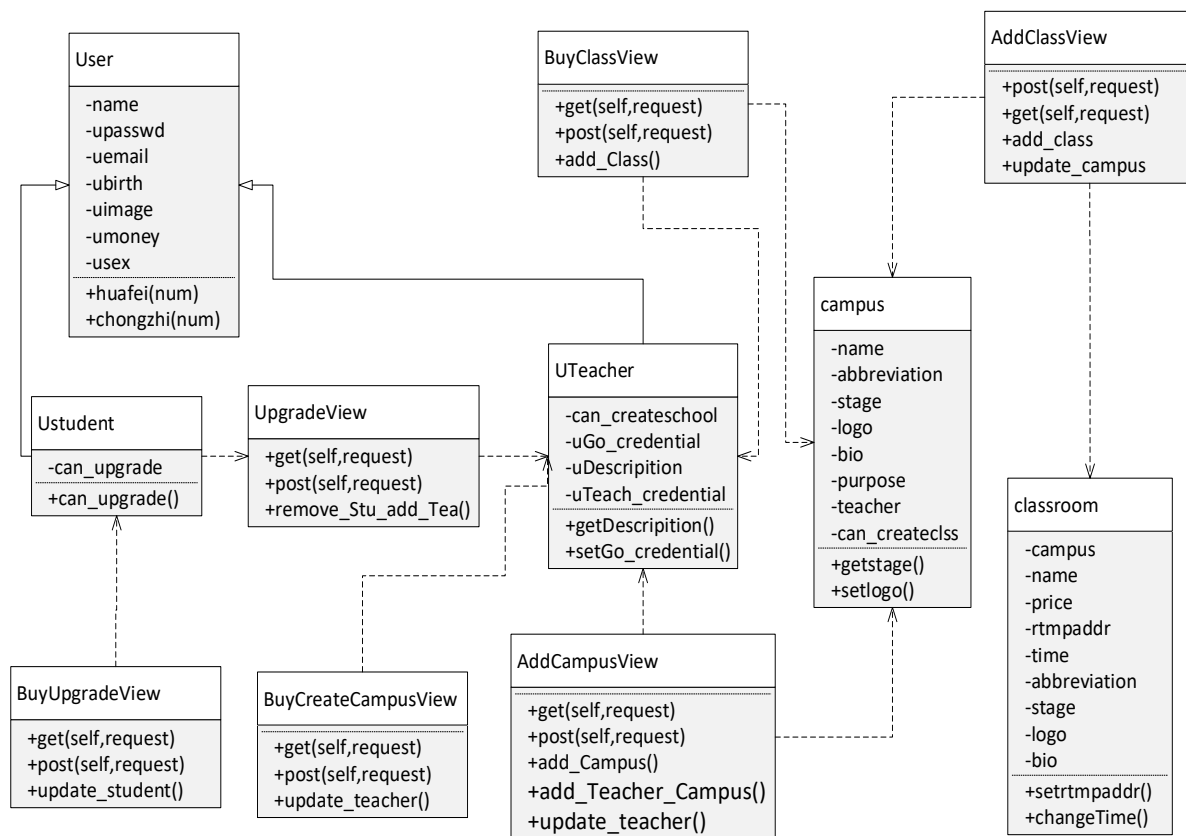 User
-name
-upasswd
-uemail
-ubirth
-uimage
-umoney
-usex
+huafei(num)
+chongzhi(num)
BuyClassView
+get(self,request)
+post(self,request)
+add_Class()
AddClassView
+post(self,request)
+get(self,request)
+add_class
+update_campus
campus
-name
-abbreviation
-stage
-logo
-bio
-purpose
-teacher
-can_createclss
+getstage()
+setlogo()
UTeacher
-can_createschool
-uGo_credential
-uDescripition
-uTeach_credential
+getDescripition()
+setGo_credential()
Ustudent
-can_upgrade
+can_upgrade()
UpgradeView
+get(self,request)
+post(self,request)
+remove_Stu_add_Tea()
classroom
-campus
-name
-price
-rtmpaddr
-time
-abbreviation
-stage
-logo
-bio
+setrtmpaddr()
+changeTime()
BuyUpgradeView
+get(self,request)
+post(self,request)
+update_student()
BuyCreateCampusView
+get(self,request)
+post(self,request)
+update_teacher()
AddCampusView
+get(self,request)
+post(self,request)
+add_Campus()
+add_Teacher_Campus()
+update_teacher()